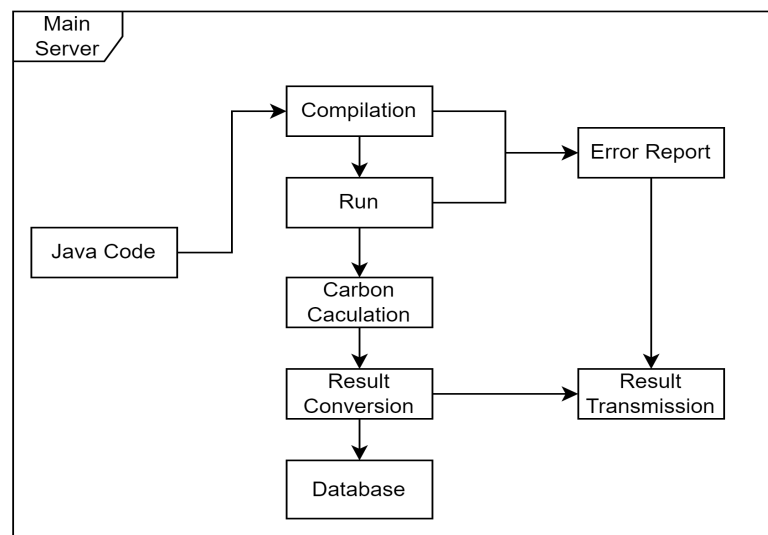 Main
Server
Compilation
Error Report
Run
Java Code
Carbon
Caculation
Result
Conversion
Result
Transmission
Database